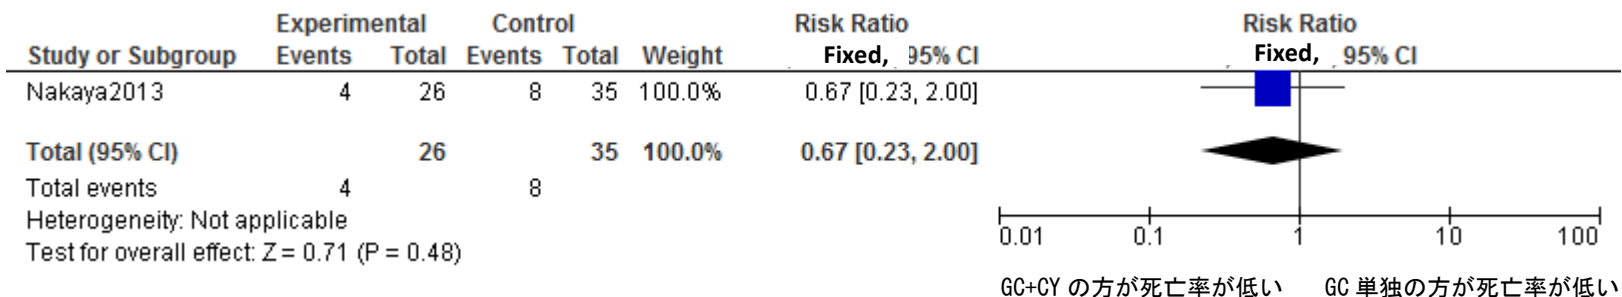 Experimental Control Risk Ratio Risk Ratio
Study or Subgroup Events Total Events Total Weight Fixed, 95% CI Fixed, 95% CI
Nakaya2013 4 26 8 35 100.0% 0.67 [0.23, 2.00]
Total (95% CI) 26 35 100.0% 0.67 [0.23, 2.00]
Total events 4 8
Heterogeneity: Not applicable
Test for overall effect: Z = 0.71 (P = 0.48)
0.01 0.1 1 10 100
GC+CY の方が死亡率が低い GC 単独の方が死亡率が低い